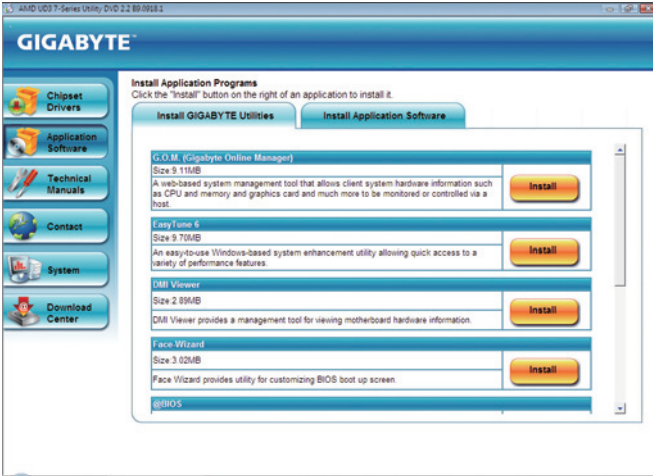 AMD UD3 7-Series Utility DVD 2.2 B9.0918.1
GIGABYTE™
Chipset
Drivers
Application
Software
Technical
Manuals
Contact
System
Download
Center
Install Application Programs
Click the "Install" button on the right of an application to install it.
Install GIGABYTE Utilities
Install Application Software
G.O.M. (Gigabyte Online Manager)
Size:9.11MB
A web-based system management tool that allows client system hardware information such
as CPU and memory and graphics card and much more to be monitored or controlled via a
host.
Install
EasyTune 6
Size:9.70MB
An easy-to-use Windows-based system enhancement utility allowing quick access to a
variety of performance features.
Install
DMI Viewer
Size:2.89MB
DMI Viewer provides a management tool for viewing motherboard hardware information.
Install
Face-Wizard
Size:3.02MB
Face Wizard provides utility for customizing BIOS boot up screen.
Install
@BIOS